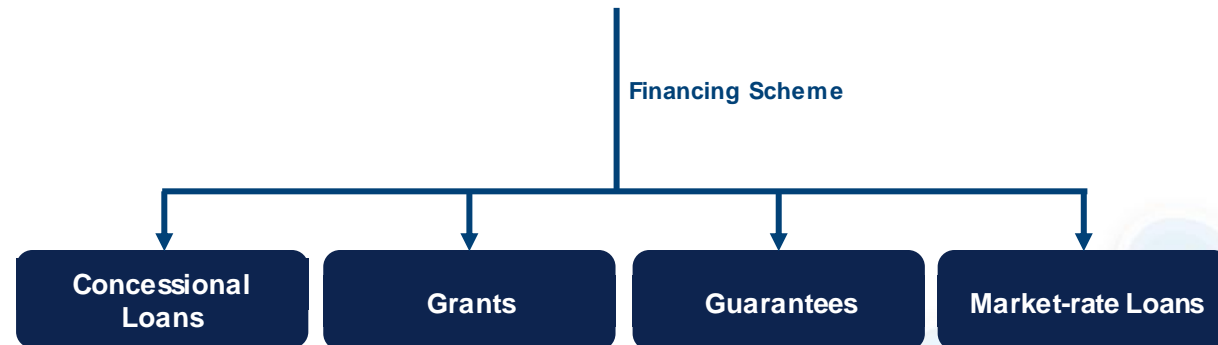 Financing Scheme
Concessional
Loans
Grants
Guarantees
Market-rate Loans